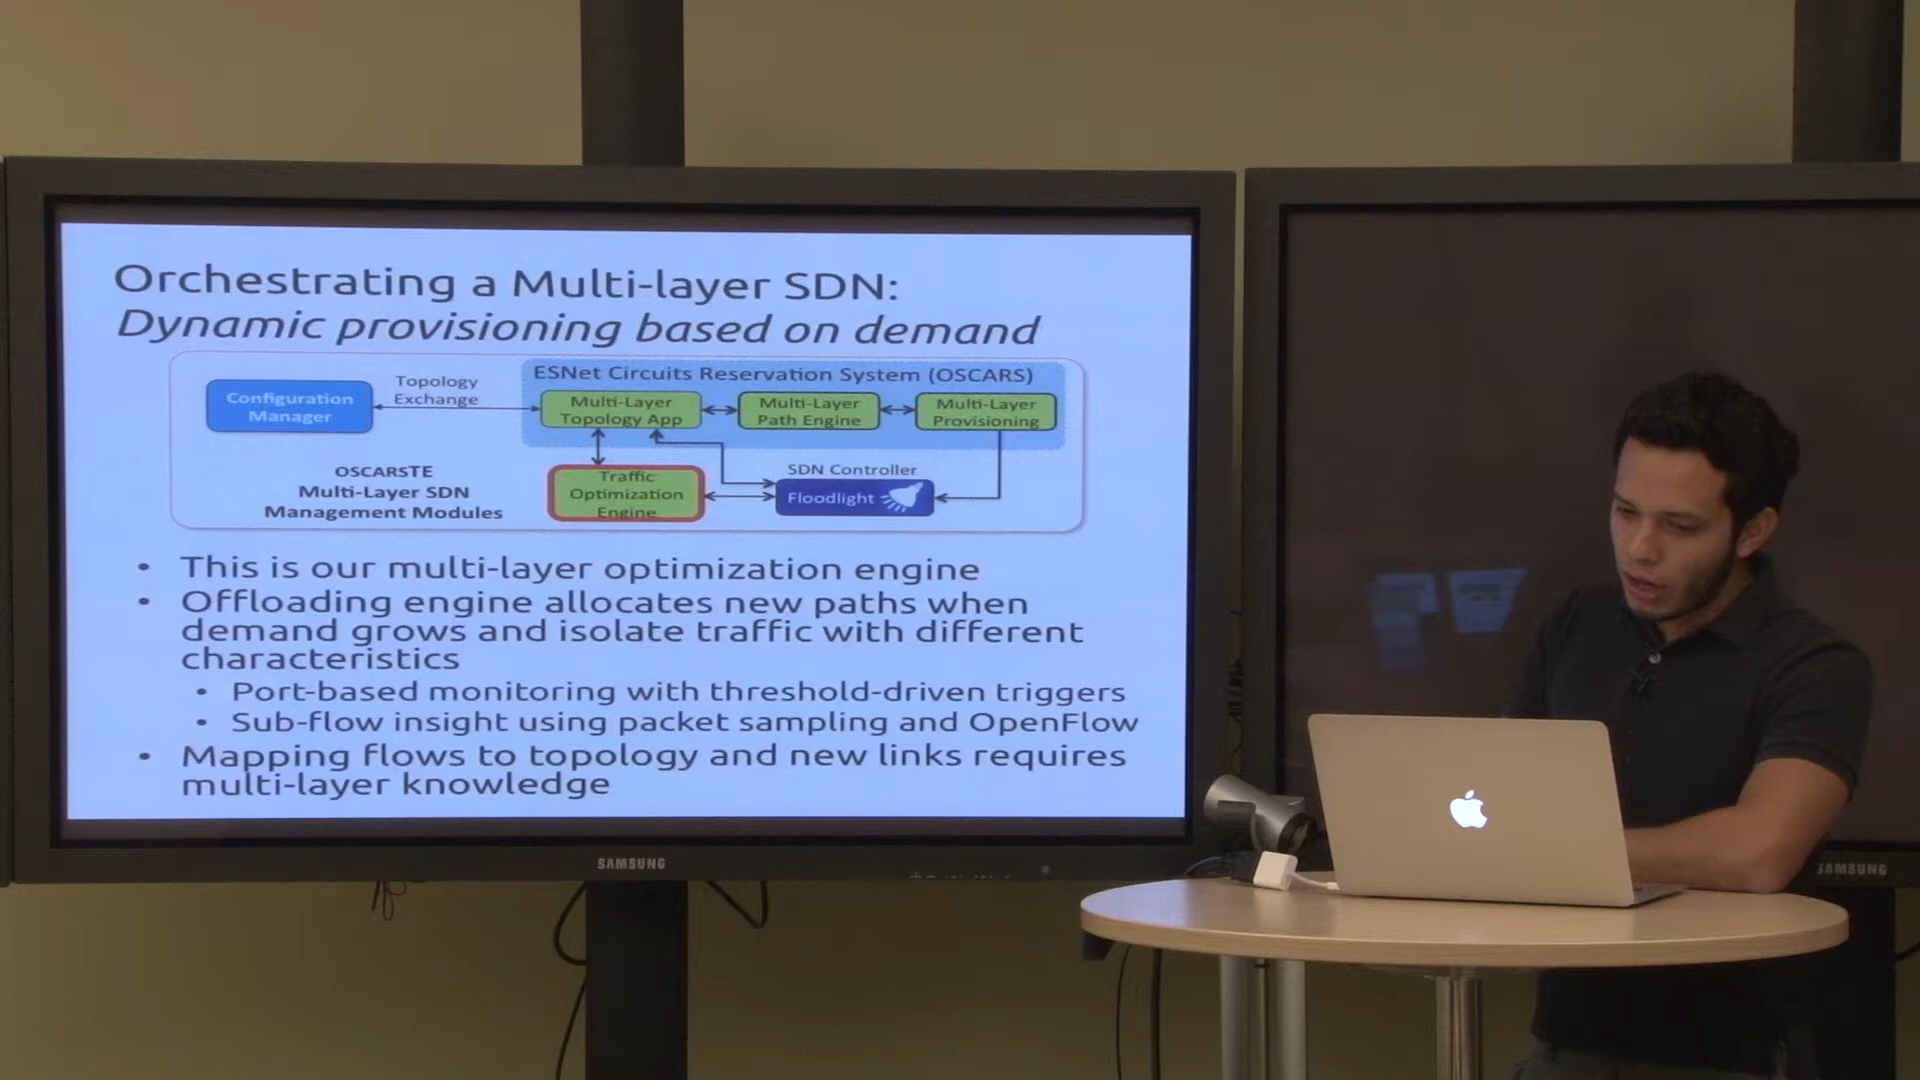 Orchestrating a Multi-layer SDN:
Dynamic provisioning based on demand
ESNet Circuits Reservation System (OSCARS)
Configuration
Manager
Topology
Exchange
Multi-Layer
Topology App
Multi-Layer
Path Engine
Multi-Layer
Provisioning
OSCARSTE
Multi-Layer SDN
Management Modules
Traffic
Optimization
Engine
SDN Controller
Floodlight
• This is our multi-layer optimization engine
• Offloading engine allocates new paths when
demand grows and isolate traffic with different
characteristics
• Port-based monitoring with threshold-driven triggers
• Sub-flow insight using packet sampling and OpenFlow
• Mapping flows to topology and new links requires
multi-layer knowledge
SAMSUNG
SAMSUNG